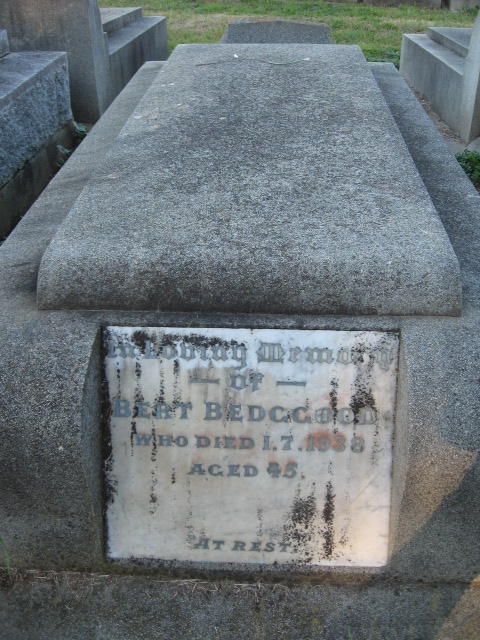 In Loving Memory
— of —
BERT BEDGGOOD
WHO DIED 1.7.1938
AGED 45.
AT REST.